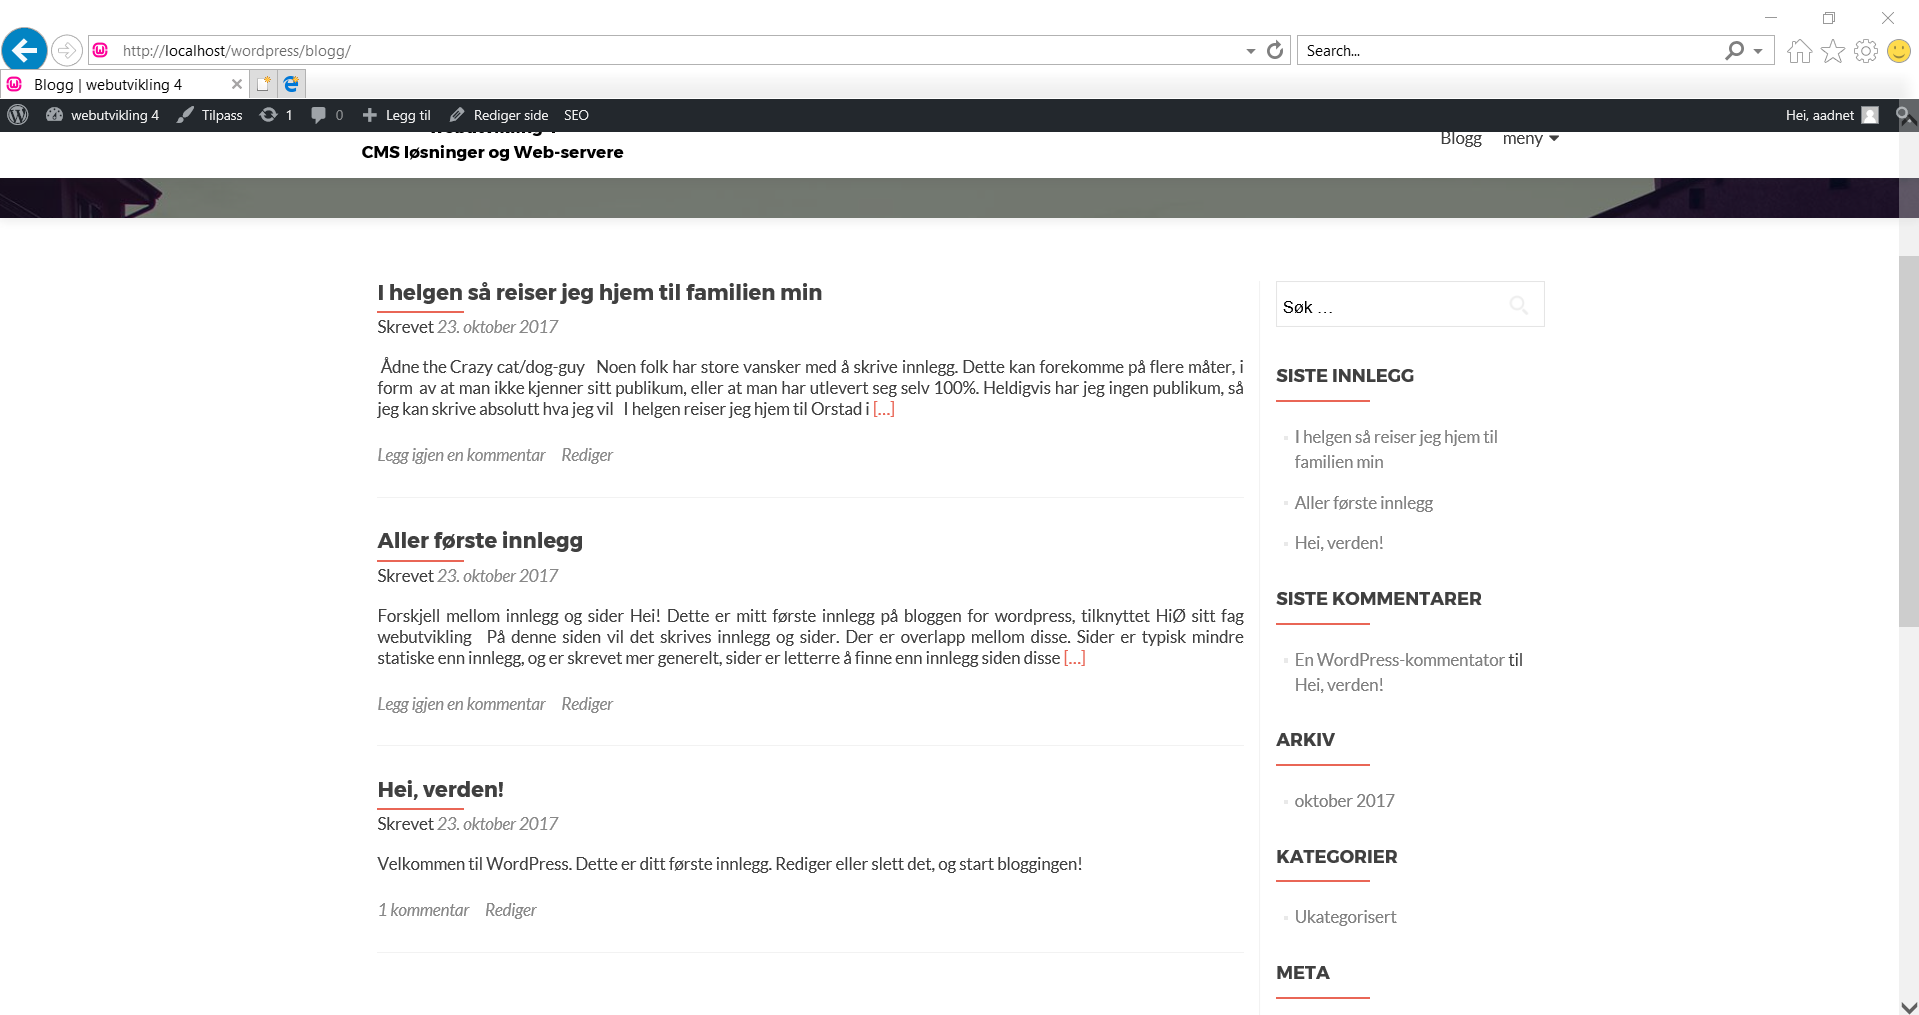 http://localhost/wordpress/blogg/
Search...
Blogg | webutvikling 4
webutvikling 4 Tilpass 1 0 Legg til Rediger side SEO Hei, aadnet
webutvikling 4
CMS løsninger og Web-servere
Blogg meny
I helgen så reiser jeg hjem til familien min
Skrevet 23. oktober 2017
Ådne the Crazy cat/dog-guy Noen folk har store vansker med å skrive innlegg. Dette kan forekomme på flere måter, i
form av at man ikke kjenner sitt publikum, eller at man har utlevert seg selv 100%. Heldigvis har jeg ingen publikum, så
jeg kan skrive absolutt hva jeg vil I helgen reiser jeg hjem til Orstad i [...]
Legg igjen en kommentar Rediger
Aller første innlegg
Skrevet 23. oktober 2017
Forskjell mellom innlegg og sider Hei! Dette er mitt første innlegg på bloggen for wordpress, tilknyttet HiØ sitt fag
webutvikling På denne siden vil det skrives innlegg og sider. Der er overlapp mellom disse. Sider er typisk mindre
statiske enn innlegg, og er skrevet mer generelt, sider er letterre å finne enn innlegg siden disse [...]
Legg igjen en kommentar Rediger
Hei, verden!
Skrevet 23. oktober 2017
Velkommen til WordPress. Dette er ditt første innlegg. Rediger eller slett det, og start bloggingen!
1 kommentar Rediger
Søk …
SISTE INNLEGG
I helgen så reiser jeg hjem til
familien min
Aller første innlegg
Hei, verden!
SISTE KOMMENTARER
En WordPress-kommentator til
Hei, verden!
ARKIV
oktober 2017
KATEGORIER
Ukategorisert
META